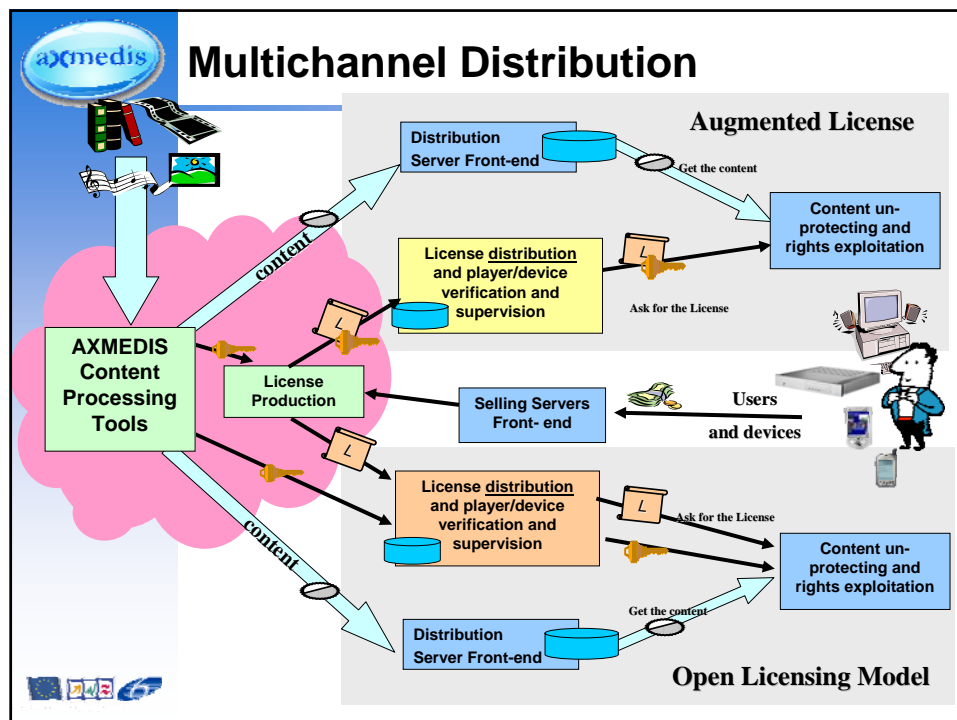 axmedis
Multichannel Distribution
Augmented License
Distribution
Server Front-end
Get the content
Content un-
protecting and
rights exploitation
content
License distribution
and player/device
verification and
supervision
L
Ask for the License
L
AXMEDIS
Content
Processing
Tools
License
Production
Selling Servers
Front- end
Users
and devices
L
License distribution
and player/device
verification and
supervision
L
Ask for the License
Content un-
protecting and
rights exploitation
content
Get the content
Distribution
Server Front-end
Open Licensing Model